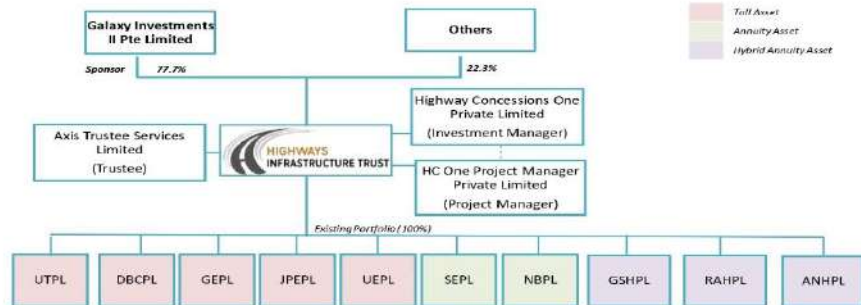 Galaxy Investments
II Pte Limited
Others
Toll Asset
Annuity Asset
Hybrid Annuity Asset
Sponsor 77.7%
22.3%
Highway Concessions One
Private Limited
(Investment Manager)
Axis Trustee Services
Limited
(Trustee)
HIGHWAYS
INFRASTRUCTURE TRUST
HC One Project Manager
Private Limited
(Project Manager)
Existing Portfolio (100%)
UTPL
DBCPL
GEPL
JPEPL
UEPL
SEPL
NBPL
GSHPL
RAHPL
ANHPL